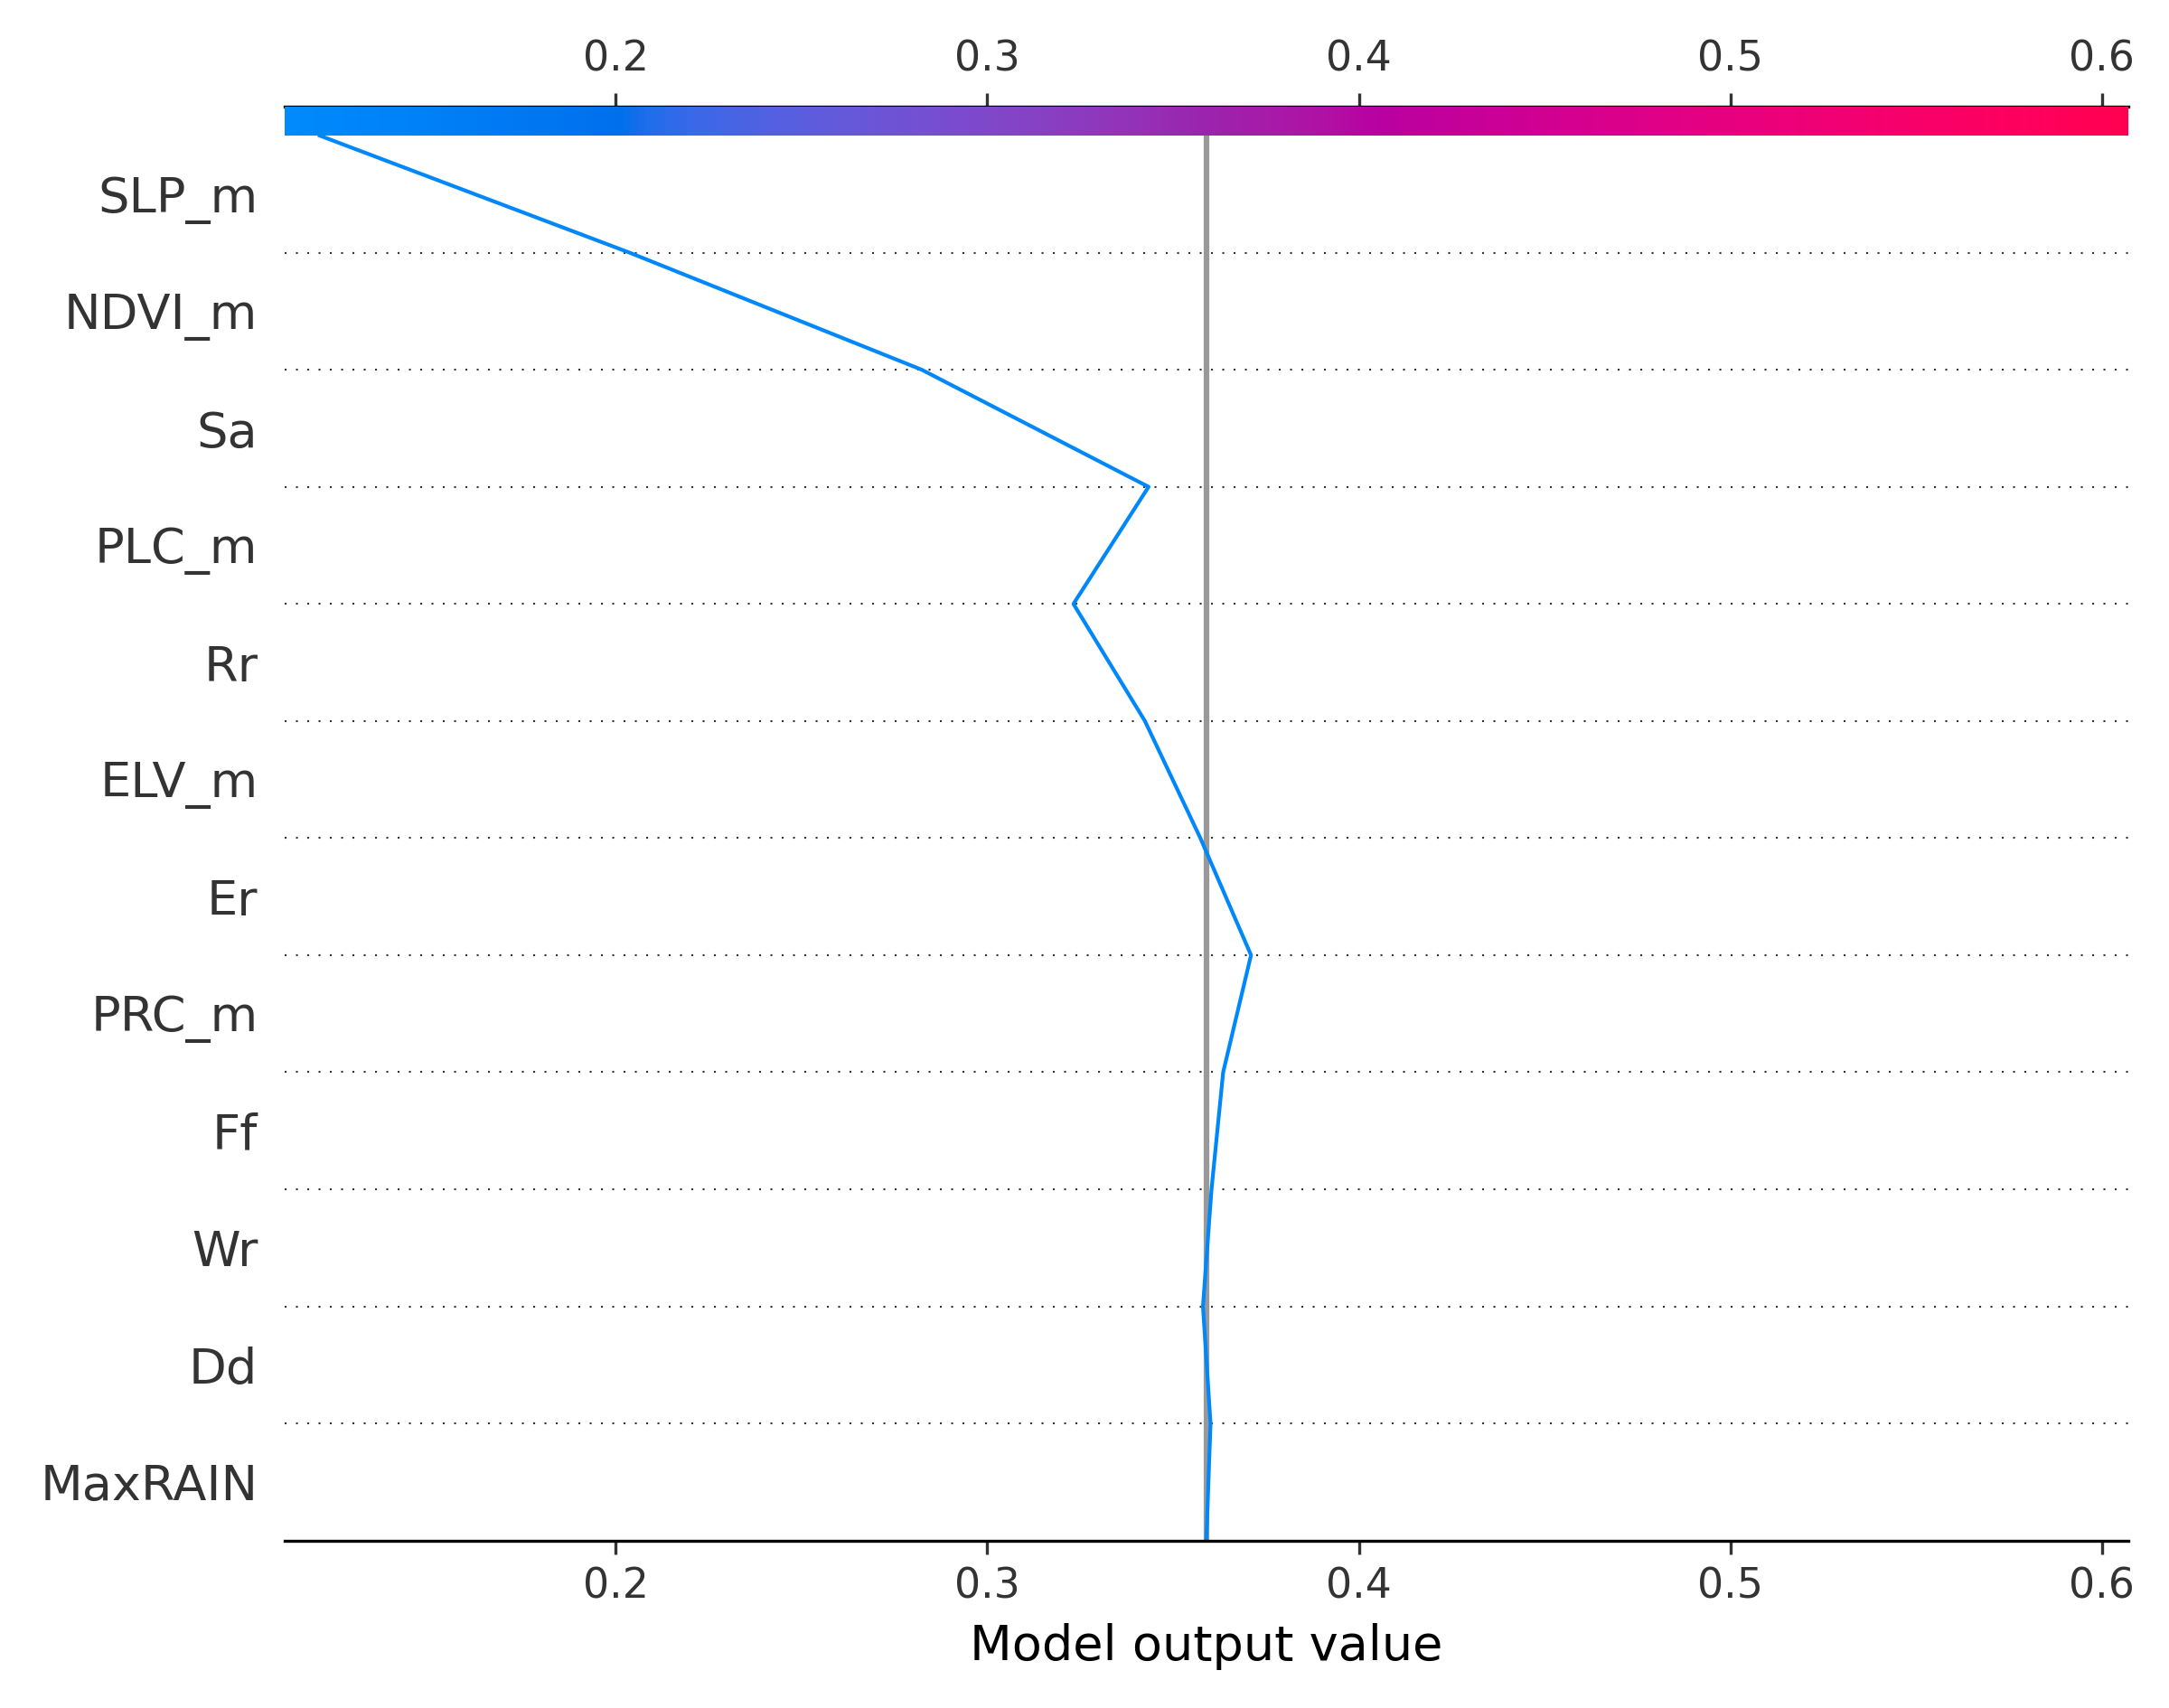 0.2 0.3 0.4 0.5 0.6
SLP_m
NDVI_m
Sa
PLC_m
Rr
ELV_m
Er
PRC_m
Ff
Wr
Dd
MaxRAIN
0.2 0.3 0.4 0.5 0.6
Model output value